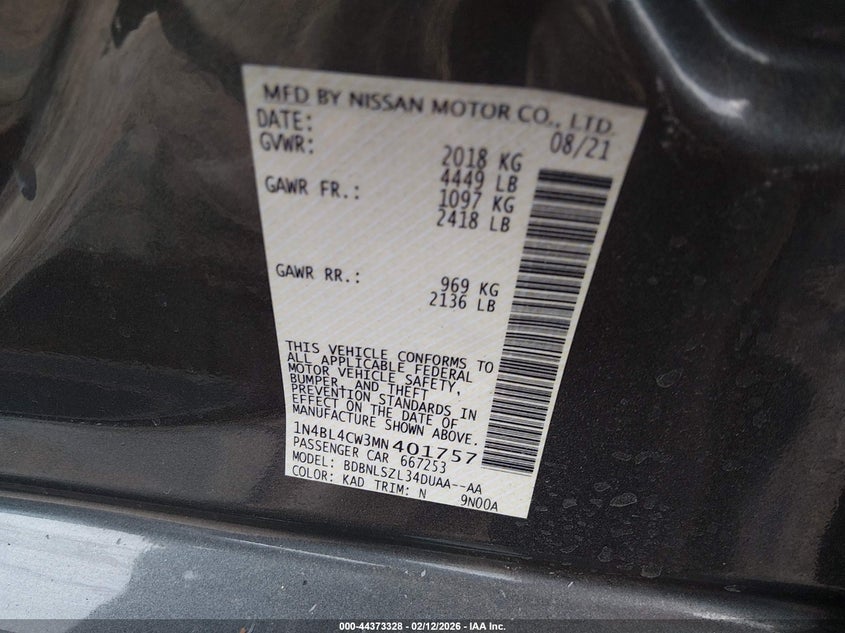 MFD BY NISSAN MOTOR CO., LTD.
DATE: 08/21
GVWR: 2018 KG
4449 LB
GAWR FR.: 1097 KG
2418 LB
GAWR RR.: 969 KG
2136 LB
THIS VEHICLE CONFORMS TO
ALL APPLICABLE FEDERAL
MOTOR VEHICLE SAFETY,
BUMPER, AND THEFT
PREVENTION STANDARDS IN
EFFECT ON THE DATE OF
MANUFACTURE SHOWN ABOVE.
1N4BL4CW3MN401757
PASSENGER CAR 667253
MODEL: BDBNLSZL34DUAA--AA
COLOR: KAD TRIM: N 9N00A
000-44373328 - 02/12/2026 - IAA Inc.